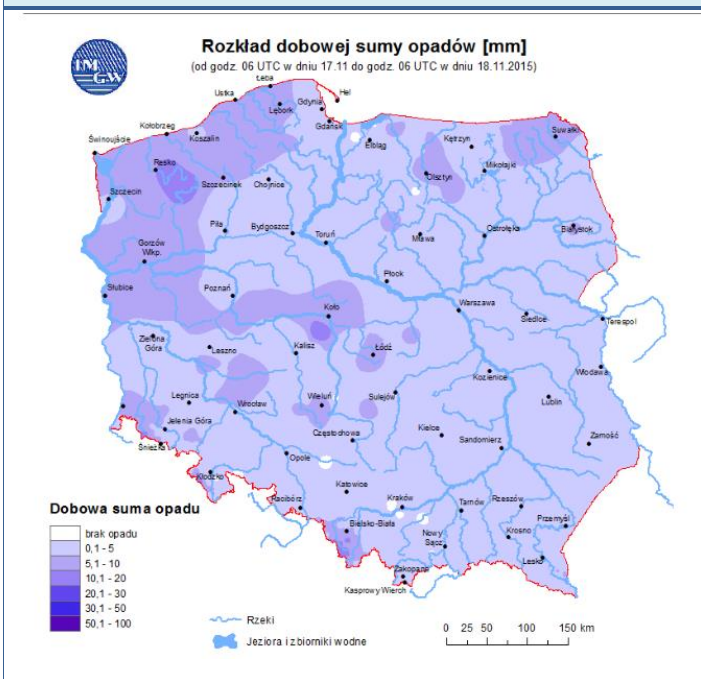 Rozkład dobowej sumy opadów [mm]
(od godz. 06 UTC w dniu 17.11 do godz. 06 UTC w dniu 18.11.2015)
IM
GW
Łeba
Ustka
Hel
Lębork
Gdynia
Kołobrzeg
Koszalin
Gdańsk
Suwałki
Elbląg
Kętrzyn
Świnoujście
Resko
Mikołajki
Olsztyn
Szczecinek
Chojnice
Szczecin
Piła
Bydgoszcz
Toruń
Mława
Ostrołęka
Białystok
Gorzów
Wlkp.
Płock
Słubice
Poznań
Koło
Warszawa
Siedlce
Terespol
Zielona
Góra
Leszno
Kalisz
Łódź
Kozienice
Włodawa
Legnica
Wrocław
Wieluń
Sulejów
Lublin
Jelenia Góra
Śnieżka
Częstochowa
Kielce
Sandomierz
Zamość
Opole
Kłodzko
Katowice
Racibórz
Kraków
Tarnów
Rzeszów
Przemyśl
Bielsko-Biała
Nowy
Sącz
Krosno
Lesko
Zakopane
Kasprowy Wierch
Dobowa suma opadu
brak opadu
0,1 - 5
5,1 - 10
10,1 - 20
20,1 - 30
30,1 - 50
50,1 - 100
Rzeki
Jeziora i zbiorniki wodne
0 25 50 100 150 km